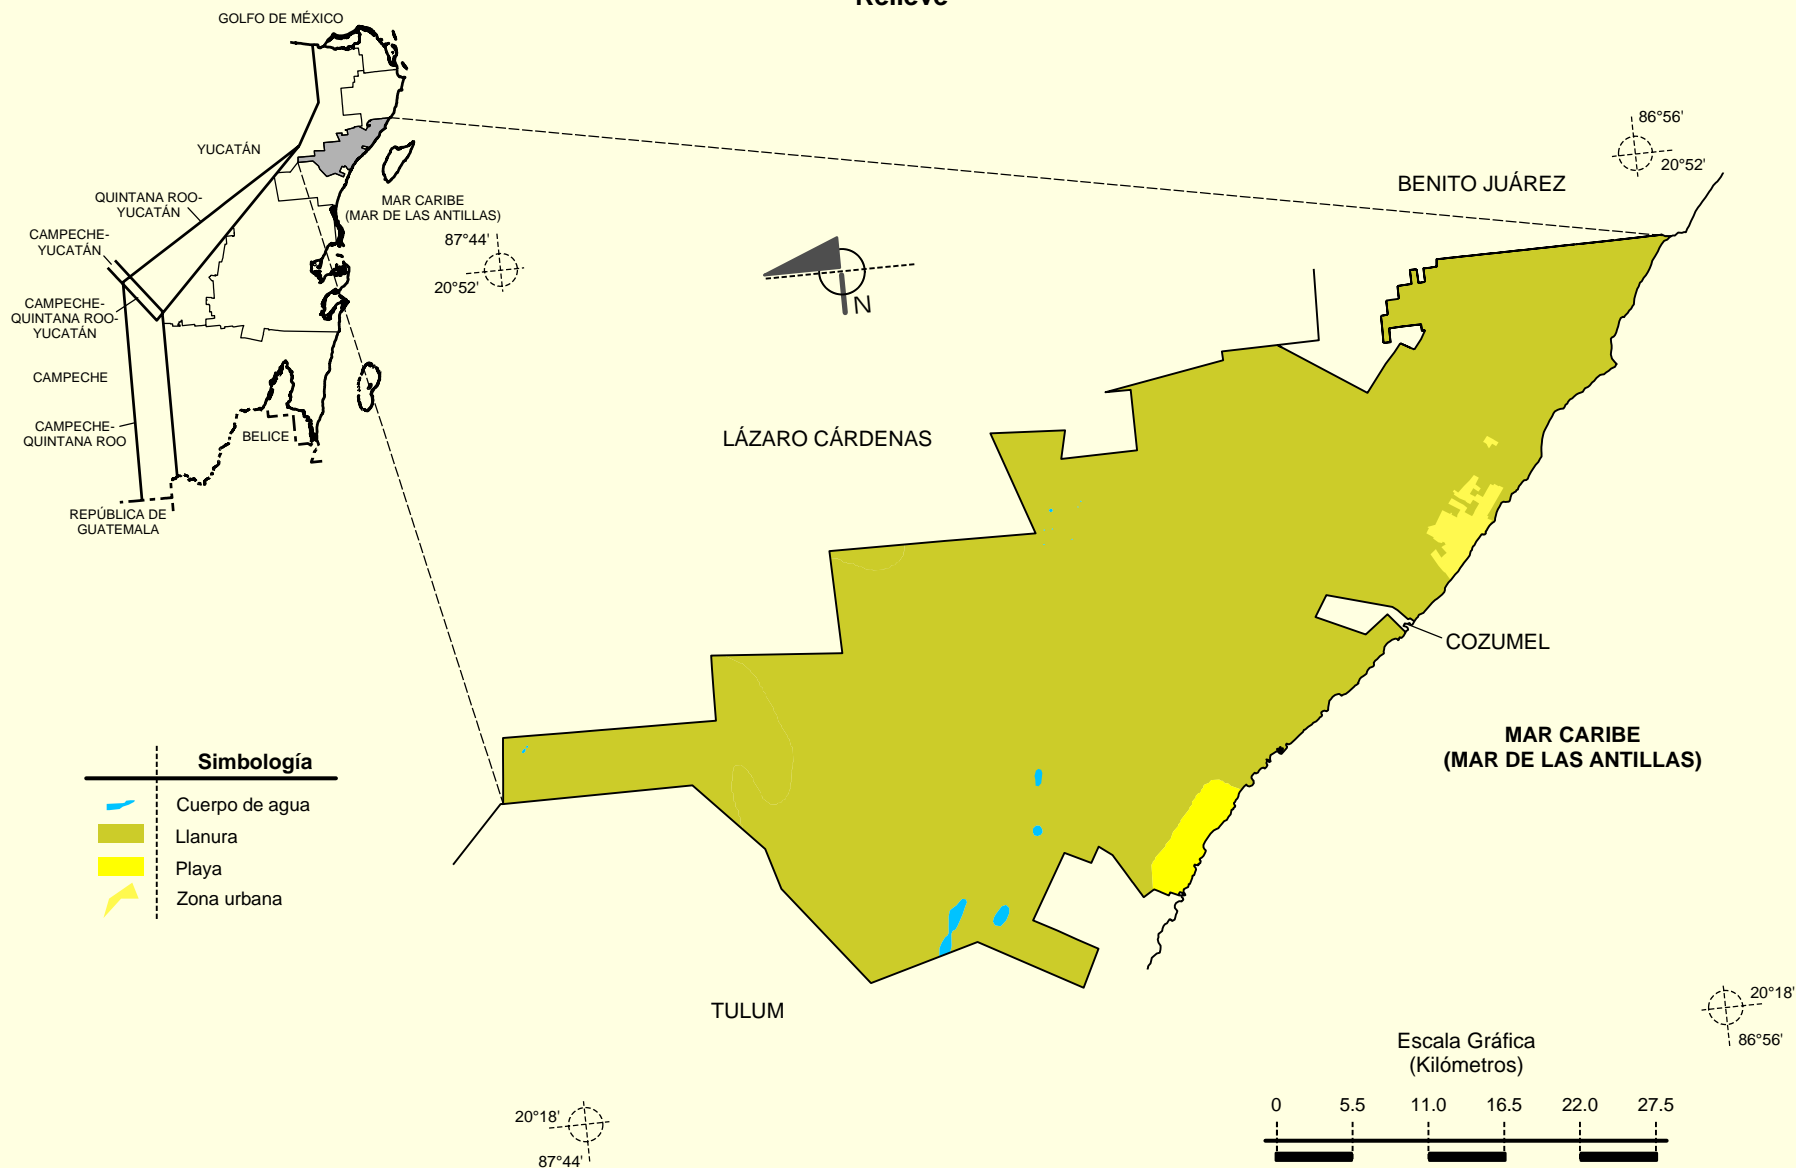 Relieve
GOLFO DE MÉXICO
YUCATÁN
QUINTANA ROO-
YUCATÁN
CAMPECHE-
YUCATÁN
CAMPECHE-
QUINTANA ROO-
YUCATÁN
CAMPECHE
CAMPECHE-
QUINTANA ROO
REPÚBLICA DE
GUATEMALA
BELICE
MAR CARIBE
(MAR DE LAS ANTILLAS)
87°44'
20°52'
N
86°56'
20°52'
BENITO JUÁREZ
LÁZARO CÁRDENAS
COZUMEL
MAR CARIBE
(MAR DE LAS ANTILLAS)
TULUM
Simbología
Cuerpo de agua
Llanura
Playa
Zona urbana
20°18'
87°44'
20°18'
86°56'
Escala Gráfica
(Kilómetros)
0 5.5 11.0 16.5 22.0 27.5